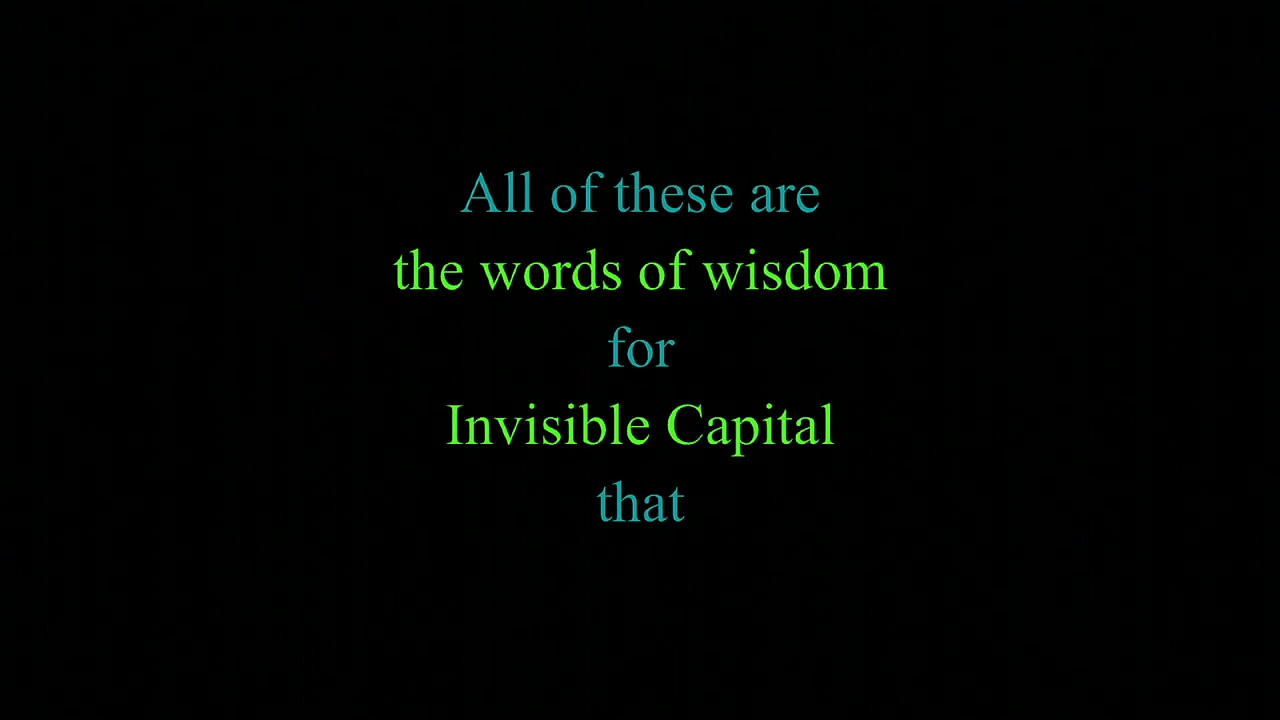 All of these are
the words of wisdom
for
Invisible Capital
that